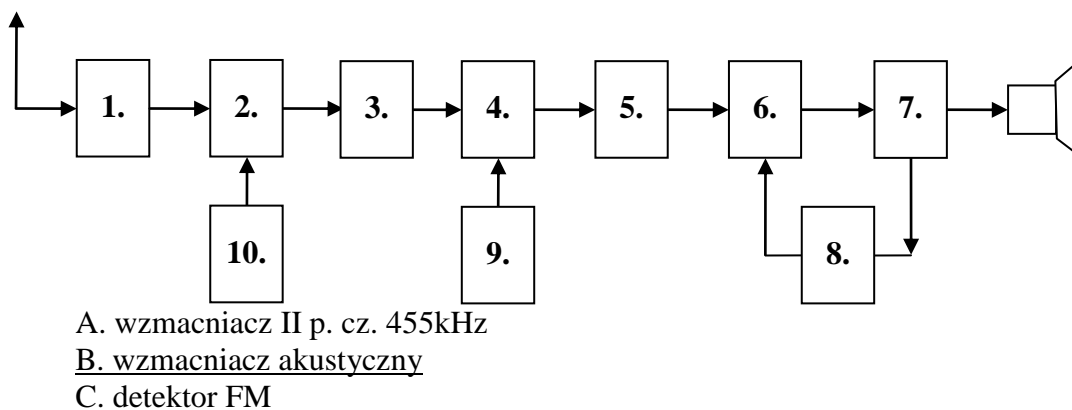 1. 2. 3. 4. 5. 6. 7.
10. 9. 8.
A. wzmacniacz II p. cz. 455kHz
B. wzmacniacz akustyczny
C. detektor FM